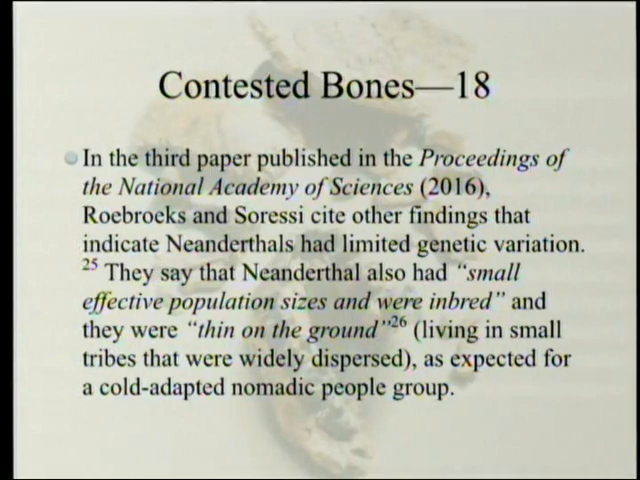 Contested Bones—18
In the third paper published in the Proceedings of
the National Academy of Sciences (2016),
Roebroeks and Soressi cite other findings that
indicate Neanderthals had limited genetic variation.
25 They say that Neanderthal also had “small
effective population sizes and were inbred” and
they were “thin on the ground”26 (living in small
tribes that were widely dispersed), as expected for
a cold-adapted nomadic people group.